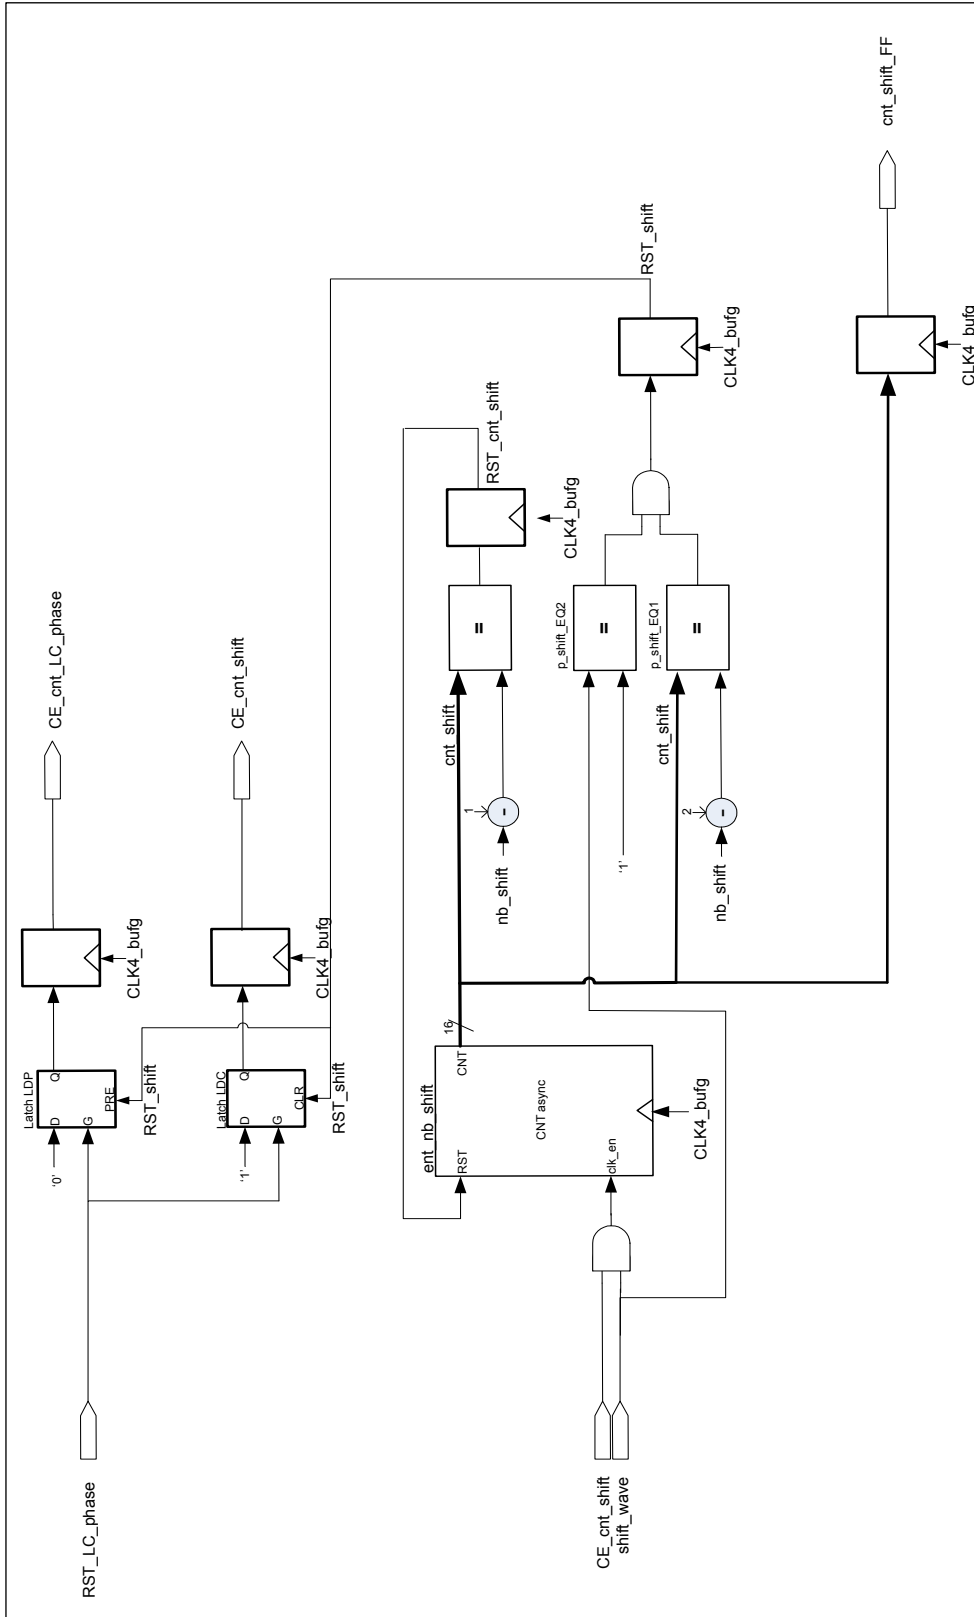 RST_LC_phase
'0'
Latch LDP
D
Q
G
PRE
RST_shift
CLK4_bufg
CE_cnt_LC_phase
'1'
Latch LDC
D
Q
G
CLR
RST_shift
CLK4_bufg
CE_cnt_shift
CE_cnt_shift
shift_wave
ent_nb_shift
RST
CNT
CNT async
clk_en
CLK4_bufg
16
cnt_shift
nb_shift
1
-
=
CLK4_bufg
RST_cnt_shift
'1'
p_shift_EQ2
=
cnt_shift
nb_shift
2
-
p_shift_EQ1
=
CLK4_bufg
RST_shift
CLK4_bufg
cnt_shift_FF